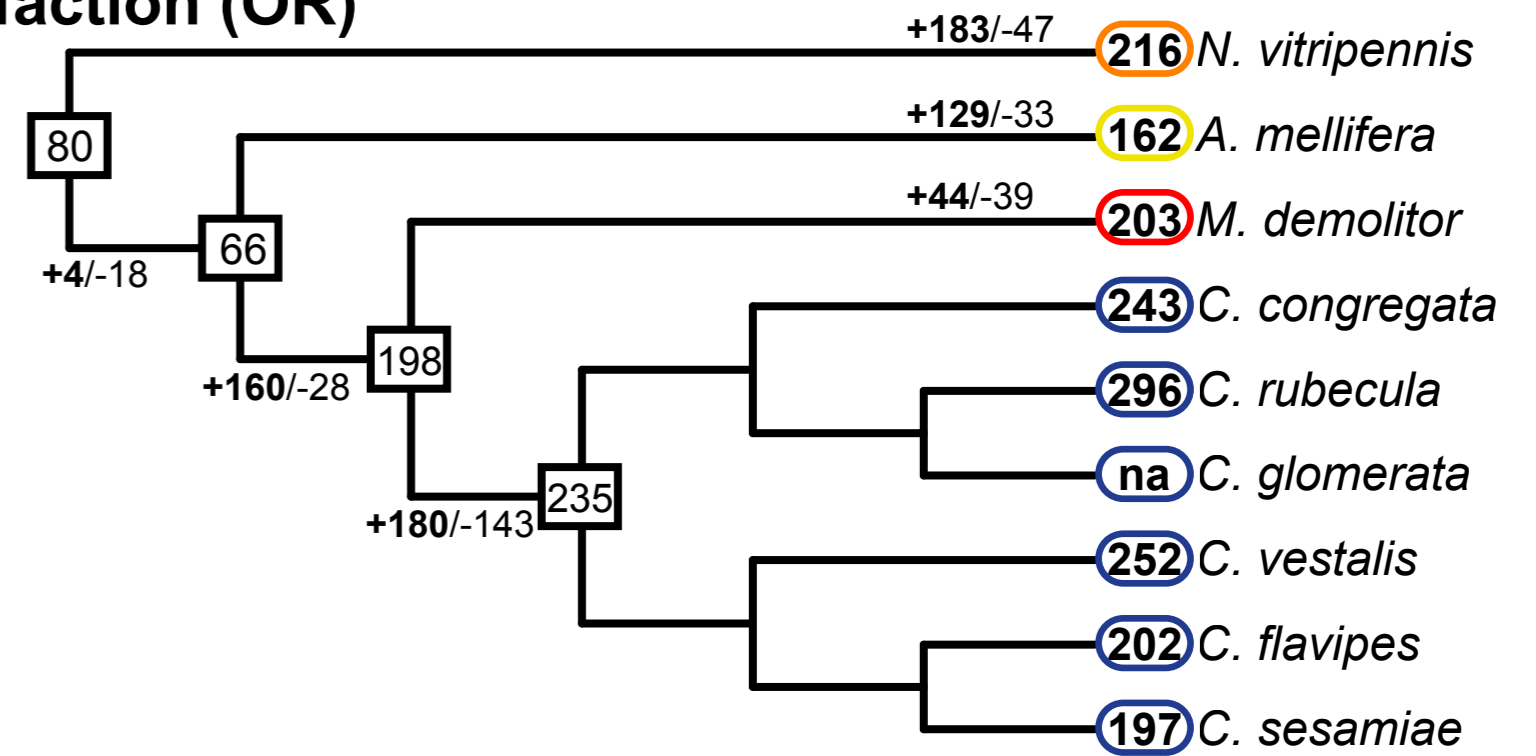 (OR)
+183/-47
216 N. vitripennis
+129/-33
80
162 A. mellifera
+44/-39
203 M. demolitor
66
+4/-18
243 C. congregata
198
+160/-28
296 C. rubecula
na C. glomerata
235
+180/-143
252 C. vestalis
202 C. flavipes
197 C. sesamiae